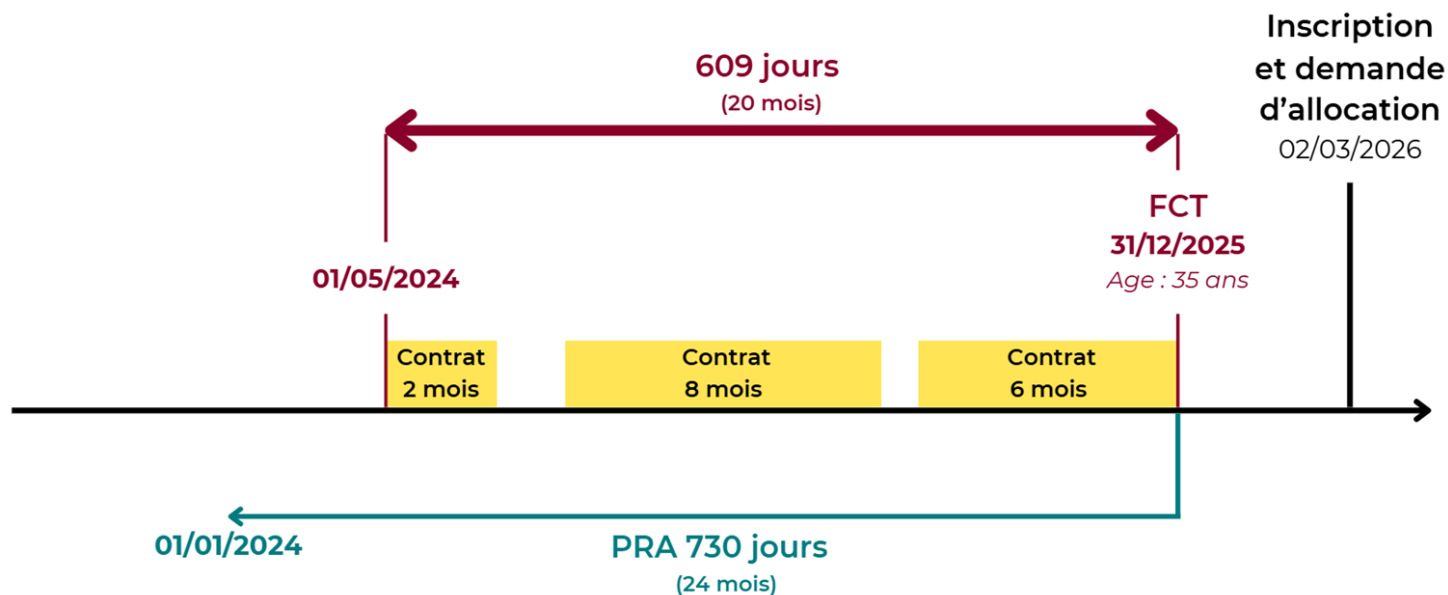 Inscription
et demande
d'allocation
02/03/2026
609 jours
(20 mois)
FCT
31/12/2025
Age : 35 ans
01/05/2024
Contrat
2 mois
Contrat
8 mois
Contrat
6 mois
01/01/2024
PRA 730 jours
(24 mois)